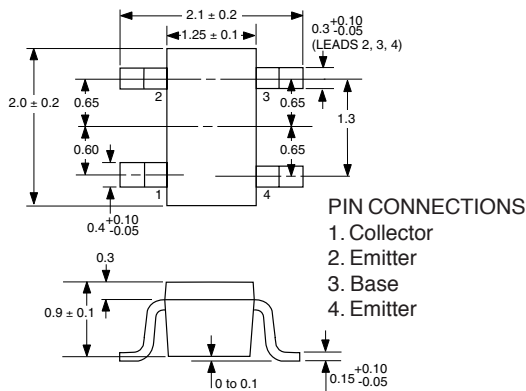 2.1 ± 0.2
1.25 ± 0.1
0.3 +0.10 -0.05
(LEADS 2, 3, 4)
2
3
2.0 ± 0.2
0.65
0.65
1.3
0.60
0.65
1
4
0.4 +0.10 -0.05
PIN CONNECTIONS
1. Collector
2. Emitter
3. Base
4. Emitter
0.3
0.9 ± 0.1
0 to 0.1
0.15 +0.10 -0.05